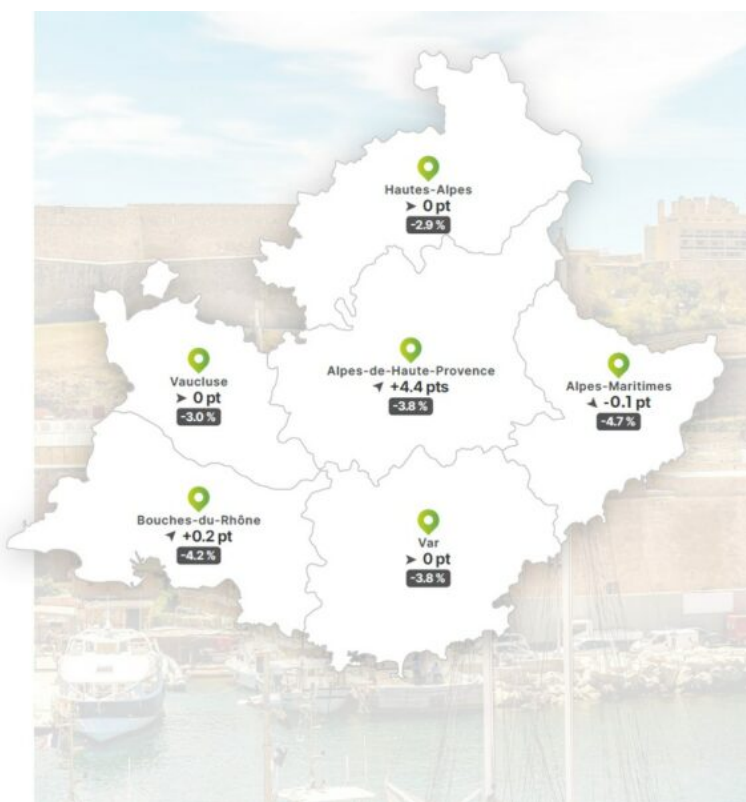 Hautes-Alpes
➤ 0 pt
-2.9 %
Alpes-de-Haute-Provence
➤ +4.4 pts
-3.8 %
Vaucluse
➤ 0 pt
-3.0 %
Alpes-Maritimes
➤ -0.1 pt
-4.7 %
Bouches-du-Rhône
➤ +0.2 pt
-4.2 %
Var
➤ 0 pt
-3.8 %